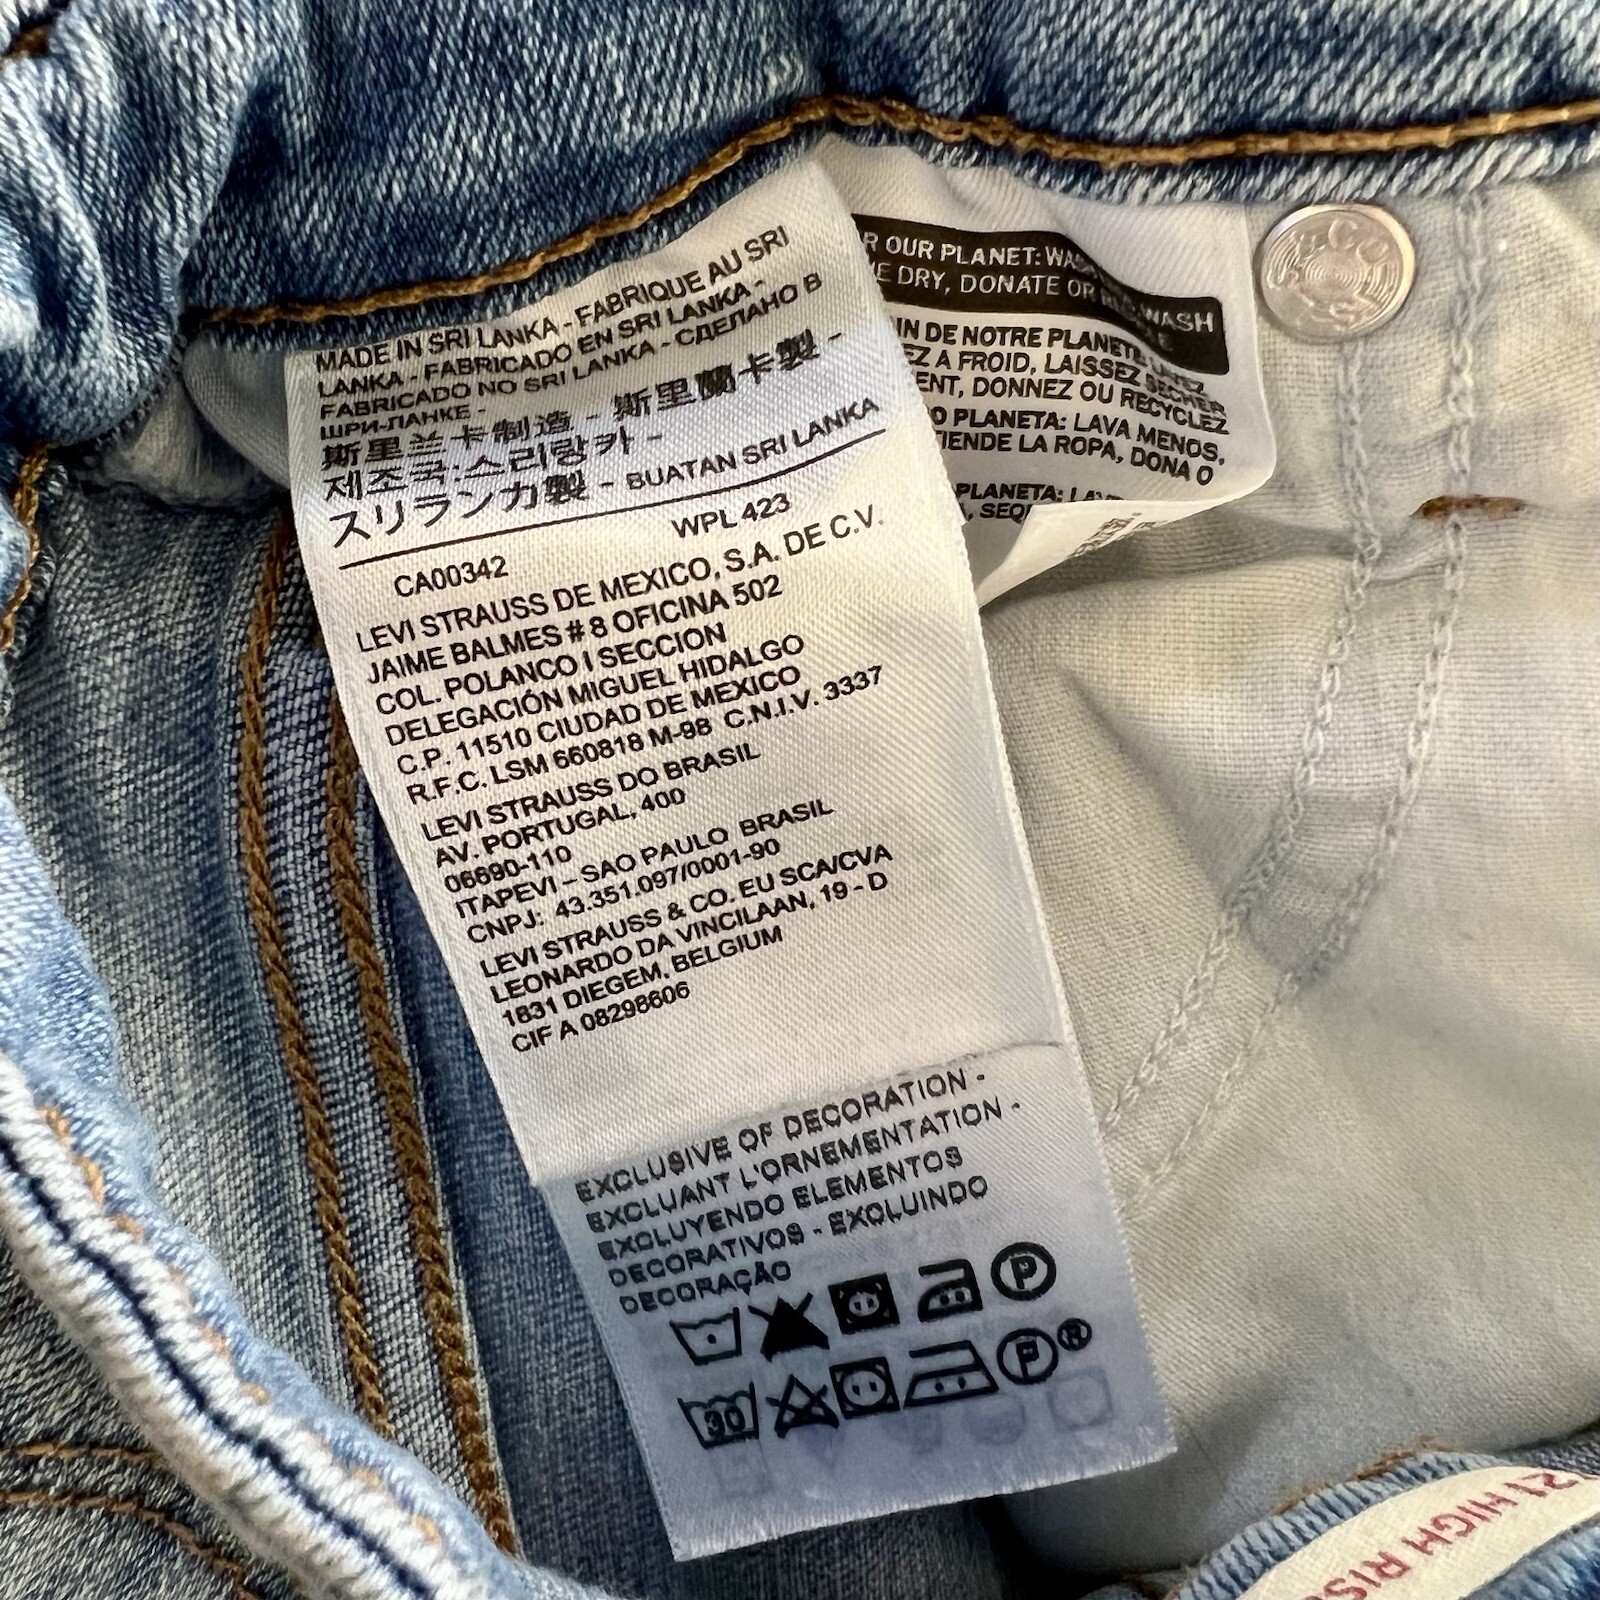 MADE IN SRI LANKA - FABRIQUE AU SRI
LANKA - FABRICADO EN SRI LANKA -
FABRICADO NO SRI LANKA - СДЕЛАНО В
ШРИ-ЛАНКЕ -
斯里兰卡制造 - 斯里蘭卡製 -
제조국:스리랑카 -
スリランカ製 - BUATAN SRI LANKA
CA00342 WPL 423
LEVI STRAUSS DE MEXICO, S.A. DE C.V.
JAIME BALMES # 8 OFICINA 502
COL. POLANCO I SECCION
DELEGACIÓN MIGUEL HIDALGO
C.P. 11510 CIUDAD DE MEXICO
R.F.C. LSM 660818 M-98 C.N.I.V. 3337
LEVI STRAUSS DO BRASIL
AV. PORTUGAL, 400
06690-110
ITAPEVI – SAO PAULO BRASIL
CNPJ: 43.351.097/0001-90
LEVI STRAUSS & CO. EU SCA/CVA
LEONARDO DA VINCILAAN, 19 - D
1831 DIEGEM, BELGIUM
CIF A 08298606
EXCLUSIVE OF DECORATION -
EXCLUANT L'ORNEMENTATION -
EXCLUYENDO ELEMENTOS
DECORATIVOS - EXCLUINDO
DECORAÇÃO
P
30 P ®
R OUR PLANET: WASH
DRY, DONATE OR WASH
IN DE NOTRE PLANETE LAVEZ
EZ A FROID, LAISSEZ SECHER
ENT, DONNEZ OU RECYCLEZ
O PLANETA: LAVA MENOS,
TIENDE LA ROPA, DONA O
PLANETA:
21 HIGH RISE